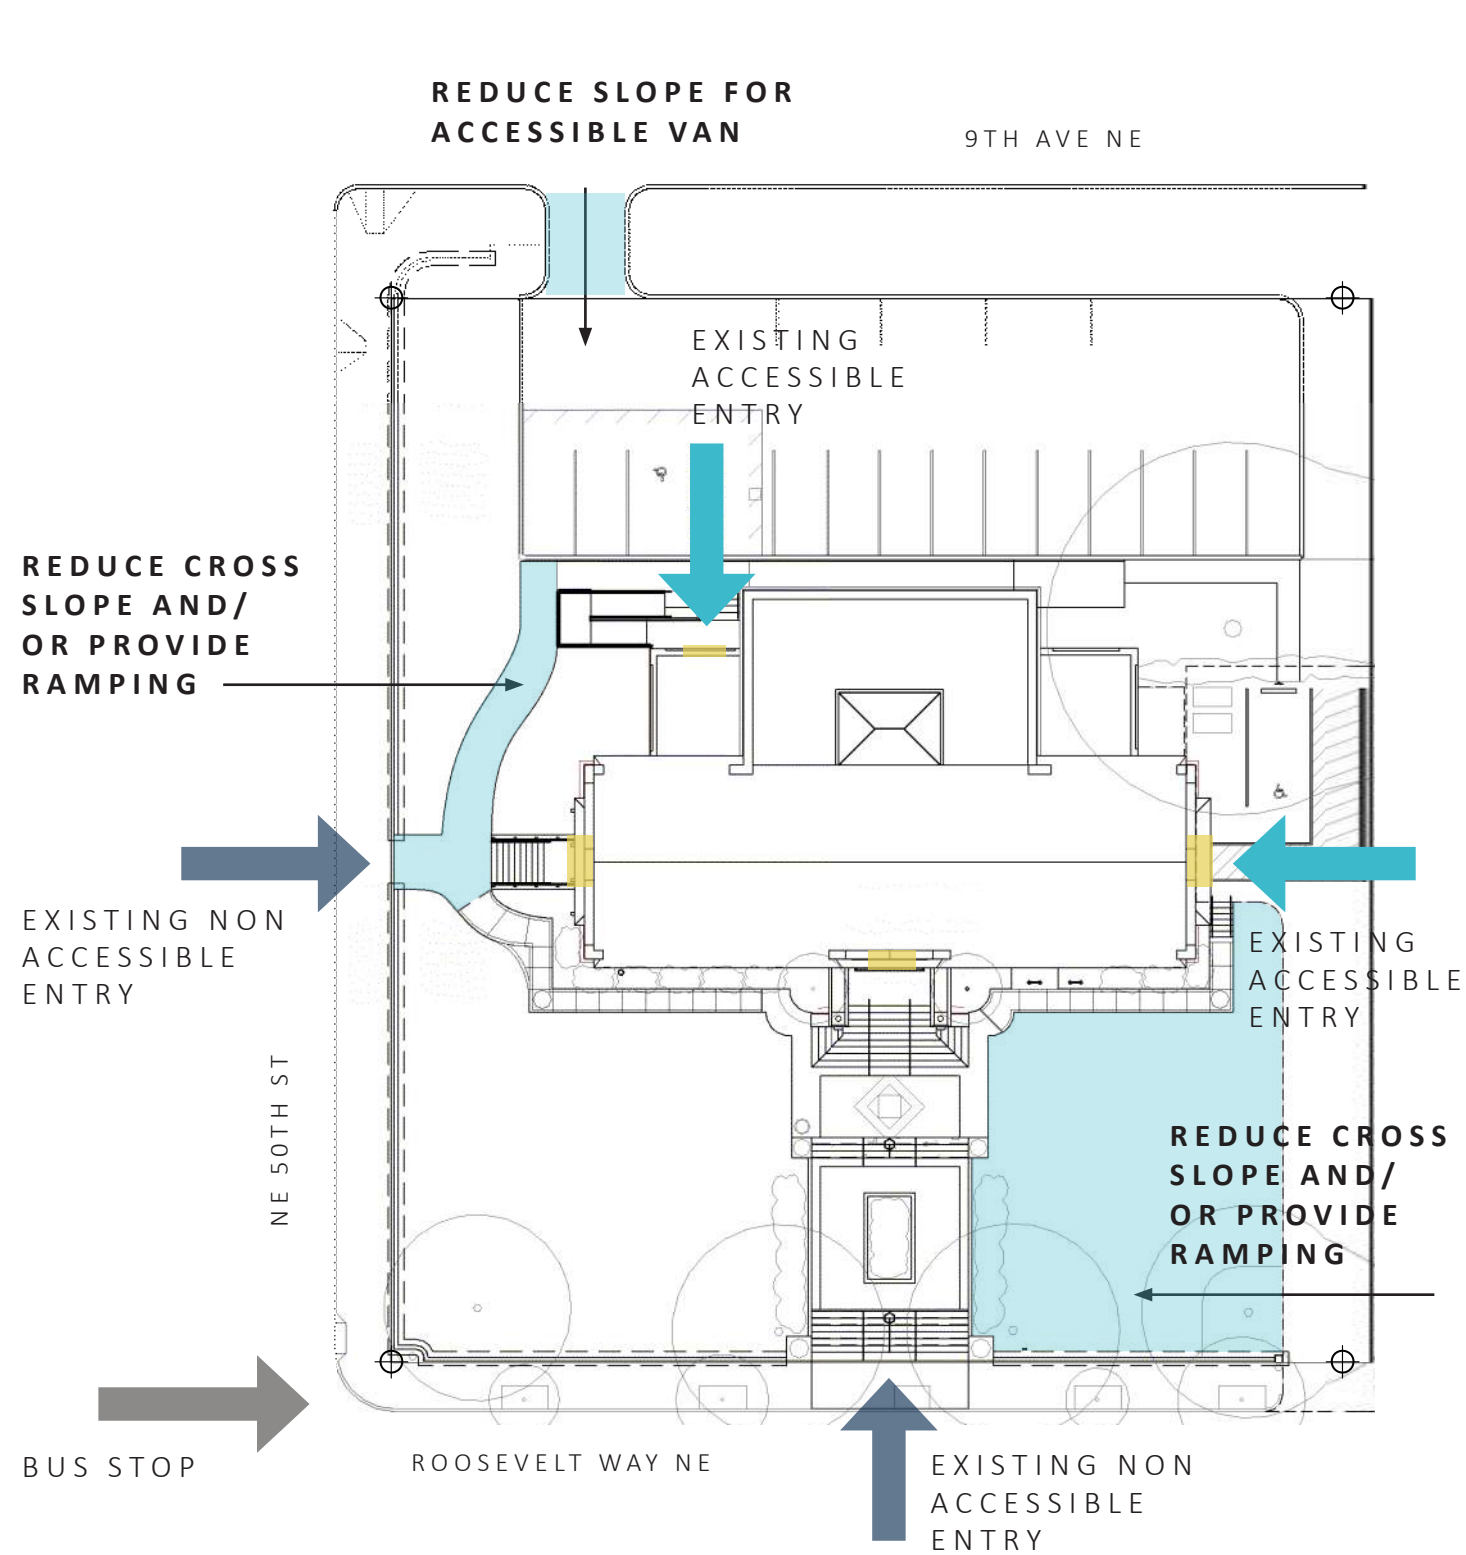 REDUCE SLOPE FOR
ACCESSIBLE VAN
9TH AVE NE
EXISTING
ACCESSIBLE
ENTRY
REDUCE CROSS
SLOPE AND/
OR PROVIDE
RAMPING
EXISTING NON
ACCESSIBLE
ENTRY
EXISTING
ACCESSIBLE
ENTRY
NE 50TH ST
REDUCE CROSS
SLOPE AND/
OR PROVIDE
RAMPING
BUS STOP
ROOSEVELT WAY NE
EXISTING NON
ACCESSIBLE
ENTRY